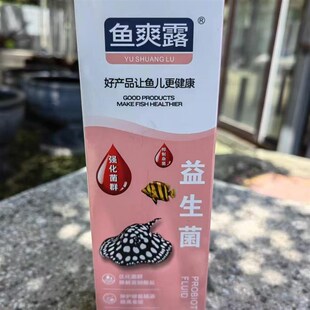 鱼爽露®
YU SHUANG LU
好产品让鱼儿更健康
GOOD PRODUCTS
MAKE FISH HEALTHIER
强化菌群
益生菌
PROBIOT
FLUID